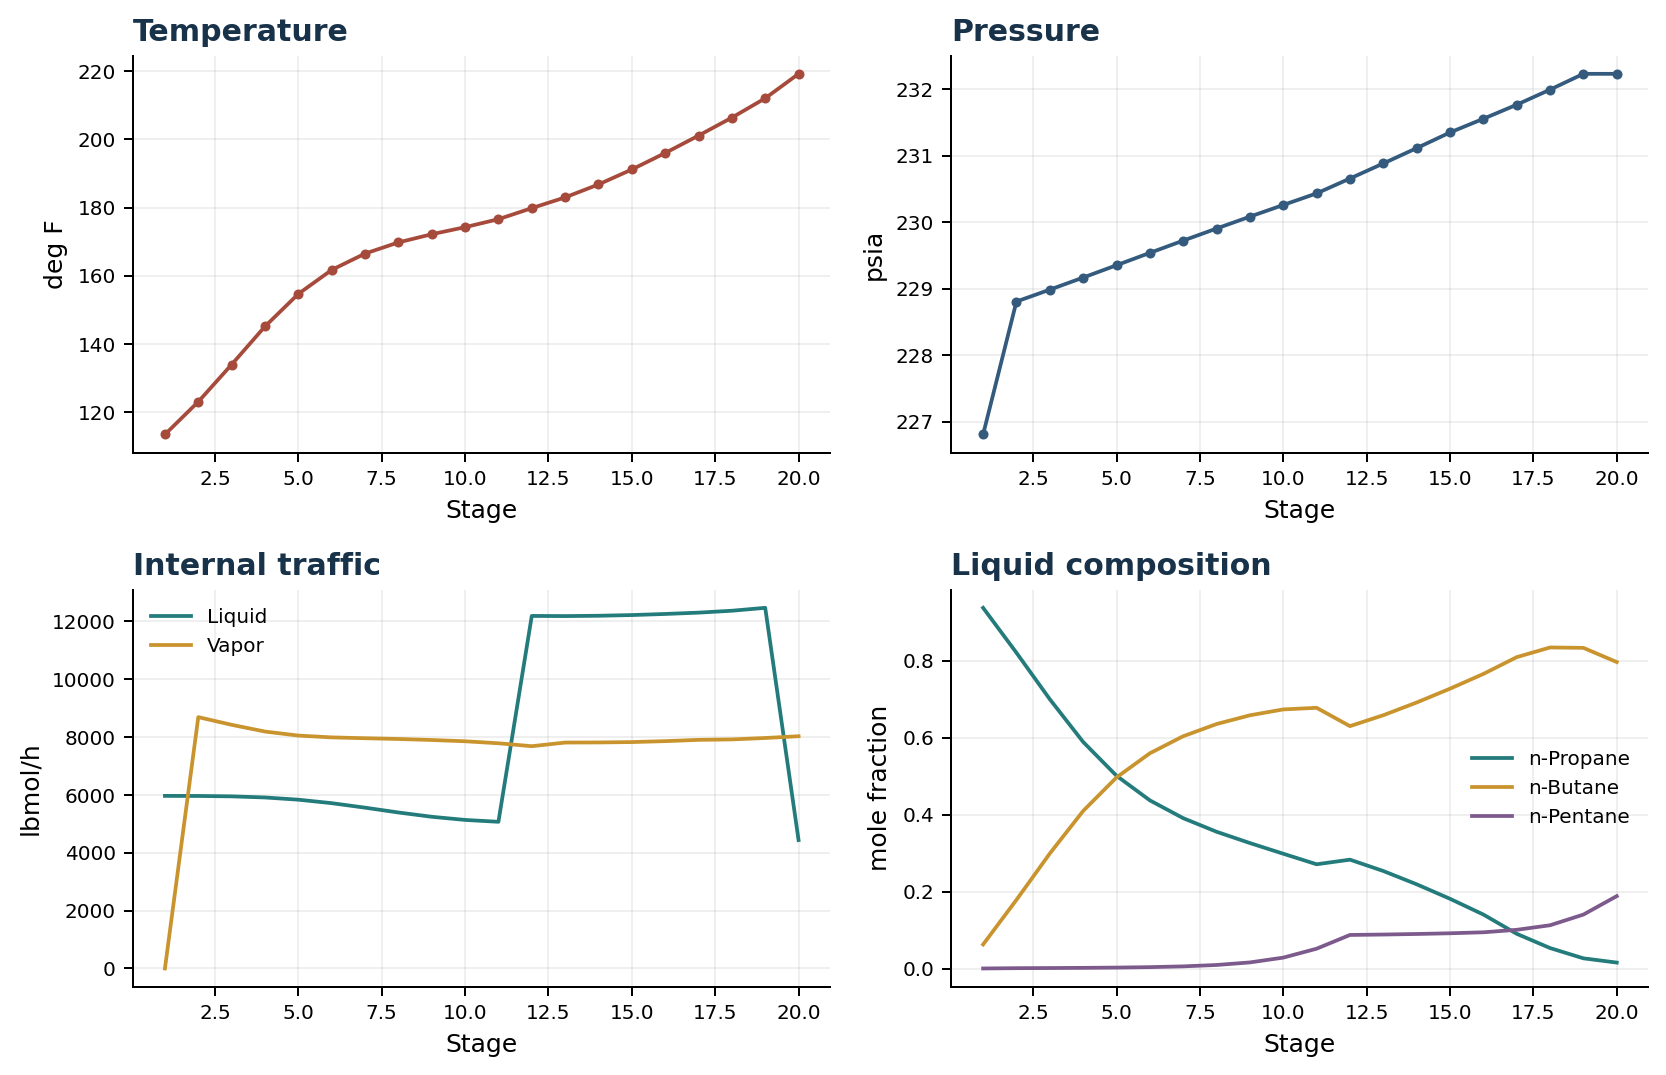 Temperature
220
200
180
160
140
120
deg F
2.5 5.0 7.5 10.0 12.5 15.0 17.5 20.0
Stage
Pressure
232
231
230
229
228
227
psia
2.5 5.0 7.5 10.0 12.5 15.0 17.5 20.0
Stage
Internal traffic
Liquid
Vapor
12000
10000
8000
6000
4000
2000
0
lbmol/h
2.5 5.0 7.5 10.0 12.5 15.0 17.5 20.0
Stage
Liquid composition
0.8
0.6
0.4
0.2
0.0
mole fraction
n-Propane
n-Butane
n-Pentane
2.5 5.0 7.5 10.0 12.5 15.0 17.5 20.0
Stage